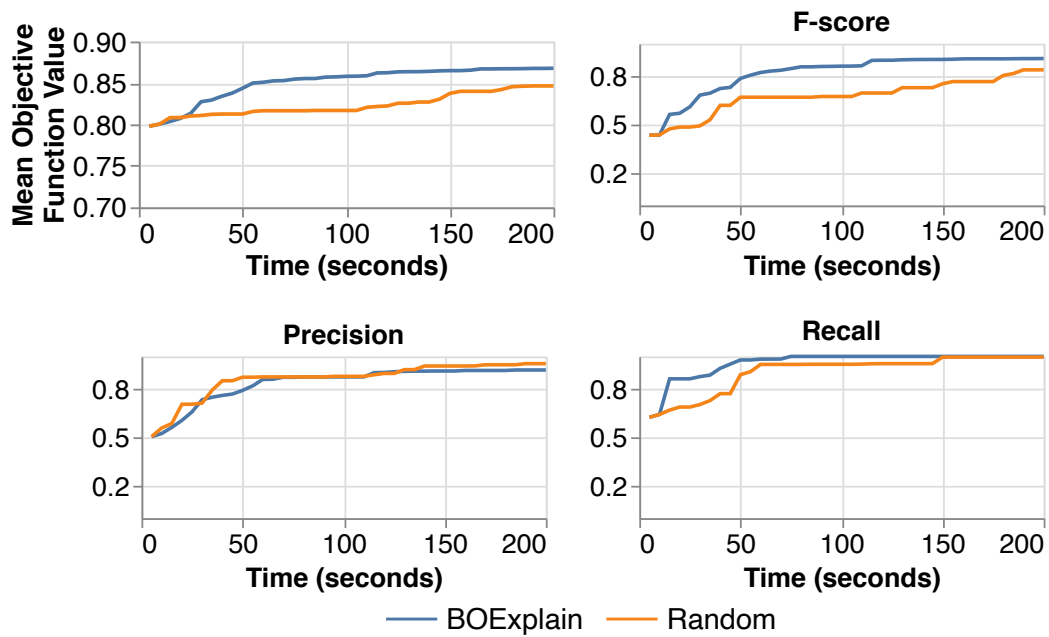 Mean Objective
Function Value
0.90
0.85
0.80
0.75
0.70
0 50 100 150 200
Time (seconds)
F-score
0.8
0.5
0.2
0 50 100 150 200
Time (seconds)
Precision
0.8
0.5
0.2
0 50 100 150 200
Time (seconds)
Recall
0.8
0.5
0.2
0 50 100 150 200
Time (seconds)
BOExplain Random